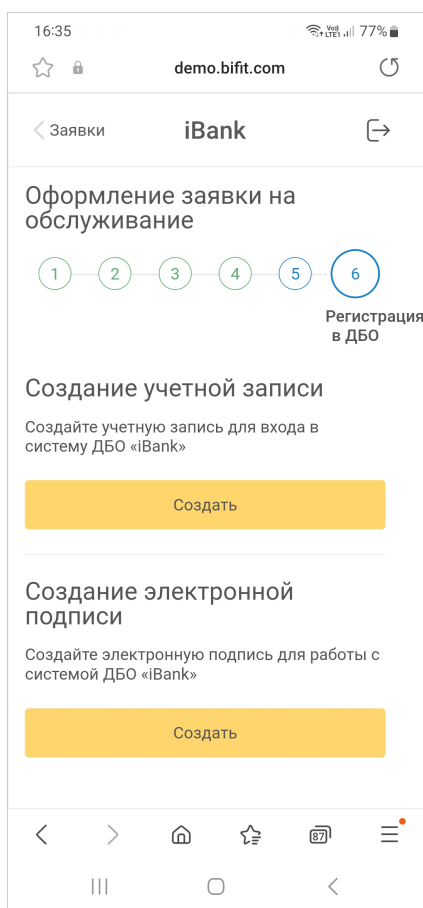 16:35 Vo)) LTE1 77%
demo.bifit.com
Заявки iBank
Оформление заявки на
обслуживание
1 2 3 4 5 6
Регистрация
в ДБО
Создание учетной записи
Создайте учетную запись для входа в
систему ДБО «iBank»
Создать
Создание электронной
подписи
Создайте электронную подпись для работы с
системой ДБО «iBank»
Создать
87